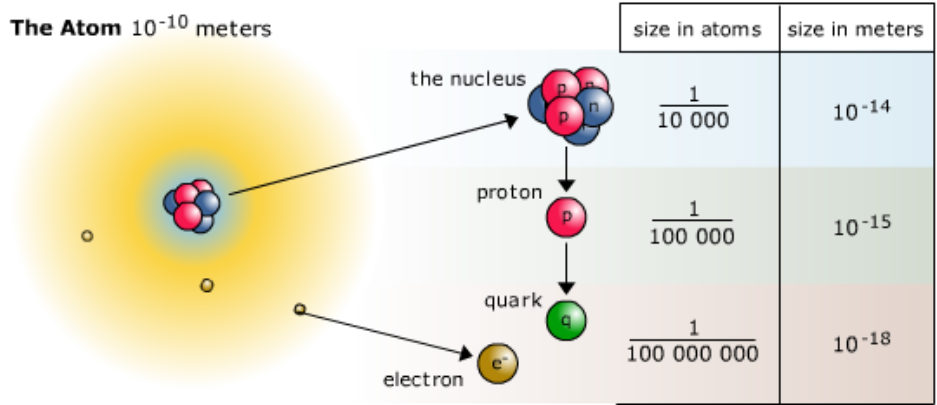 The Atom 10⁻¹⁰ meters
size in atoms
size in meters
the nucleus
p
n
p
1
10 000
10⁻¹⁴
proton
p
1
100 000
10⁻¹⁵
quark
q
electron
e⁻
1
100 000 000
10⁻¹⁸